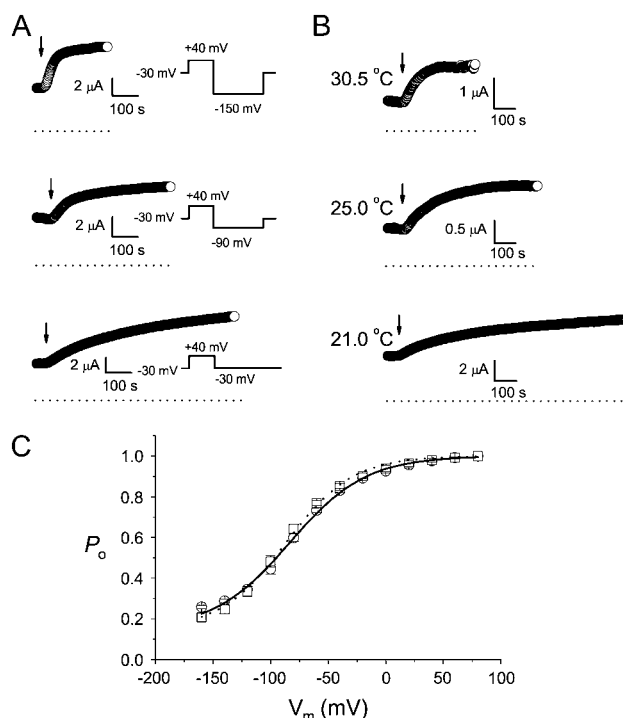 A
+40 mV
-30 mV
2 µA
100 s
-150 mV
+40 mV
-30 mV
2 µA
100 s
-90 mV
+40 mV
-30 mV
-30 mV
2 µA
100 s
B
30.5 °C
1 µA
100 s
25.0 °C
0.5 µA
100 s
21.0 °C
2 µA
100 s
C
Po
1.0
0.8
0.6
0.4
0.2
0.0
-200 -150 -100 -50 0 50 100
Vm (mV)